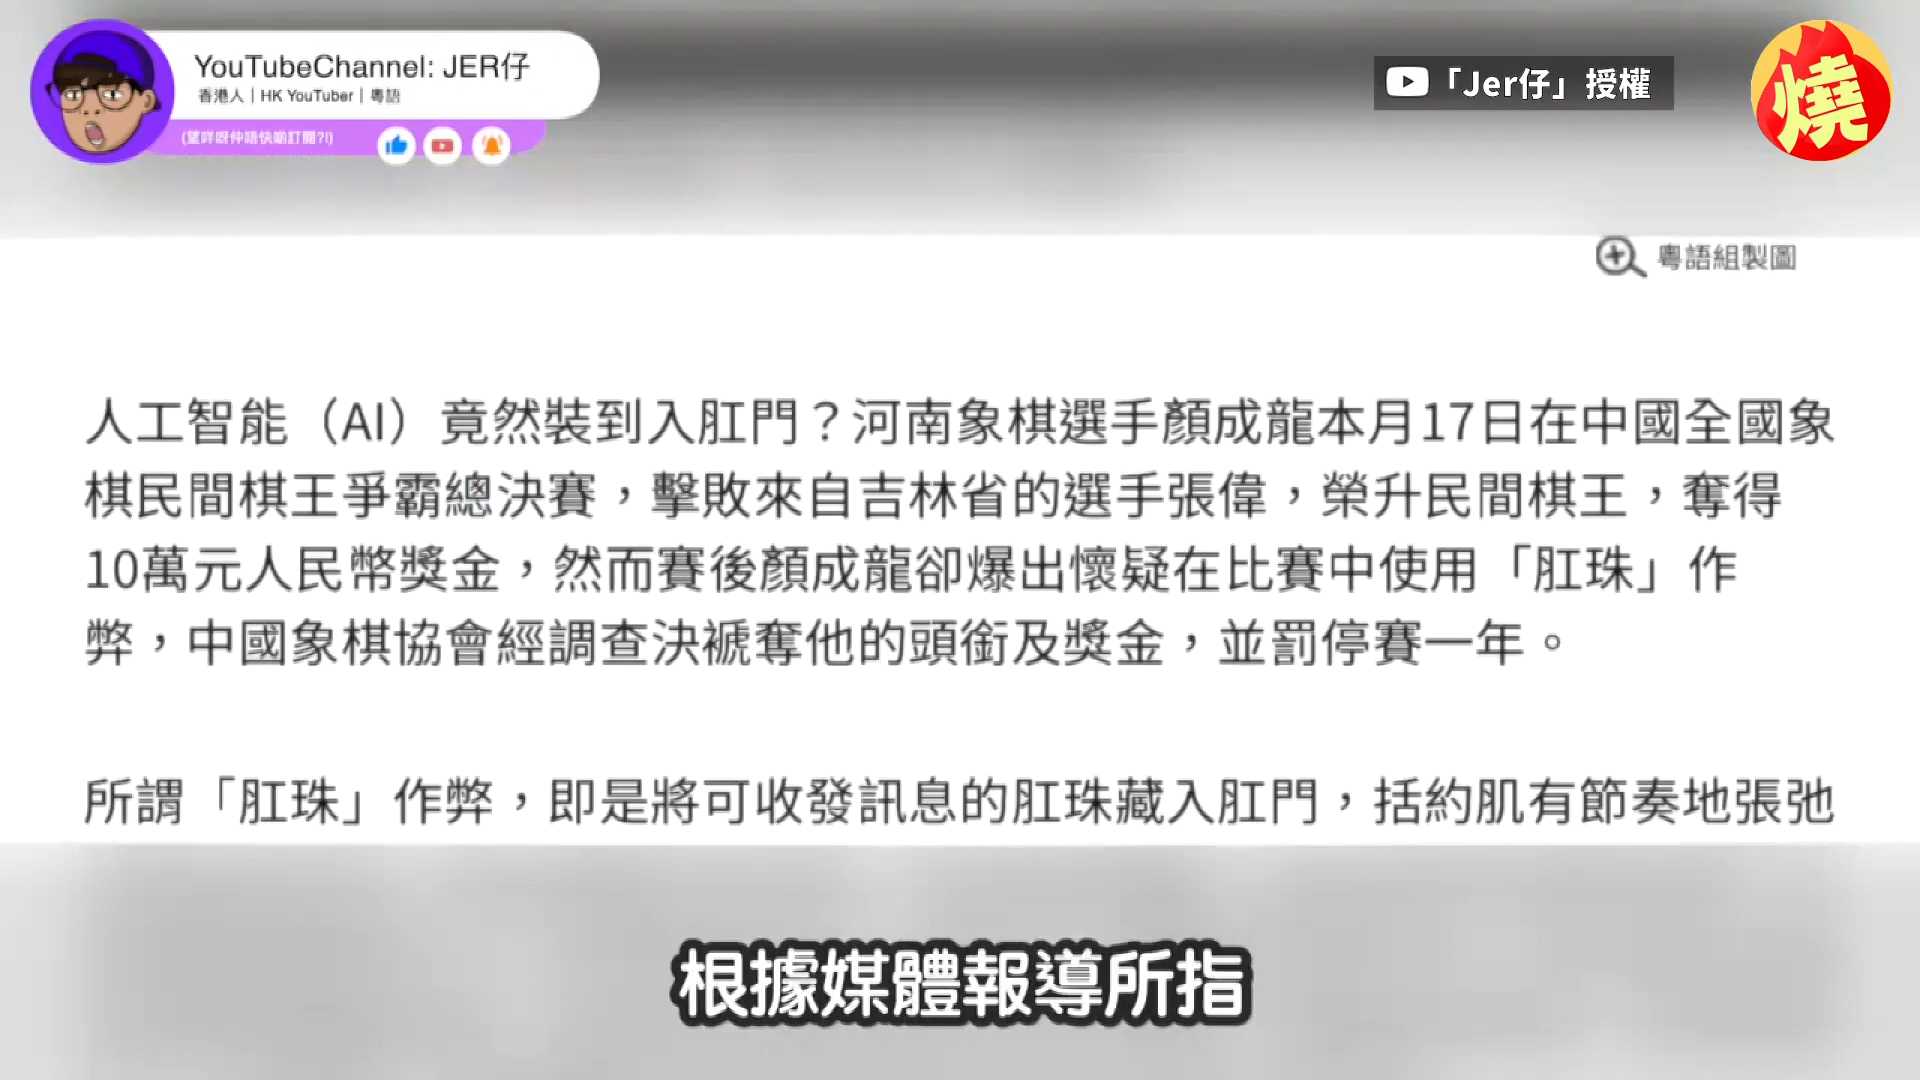 YouTubeChannel: JER仔
香港人｜HK YouTuber｜粵語
(望咩呀仲唔快啲訂閱?!)
「Jer仔」授權
燒
粵語組製圖
人工智能（AI）竟然裝到入肛門？河南象棋選手顏成龍本月17日在中國全國象
棋民間棋王爭霸總決賽，擊敗來自吉林省的選手張偉，榮升民間棋王，奪得
10萬元人民幣獎金，然而賽後顏成龍卻爆出懷疑在比賽中使用「肛珠」作
弊，中國象棋協會經調查決褫奪他的頭銜及獎金，並罰停賽一年。
所謂「肛珠」作弊，即是將可收發訊息的肛珠藏入肛門，括約肌有節奏地張弛
根據媒體報導所指